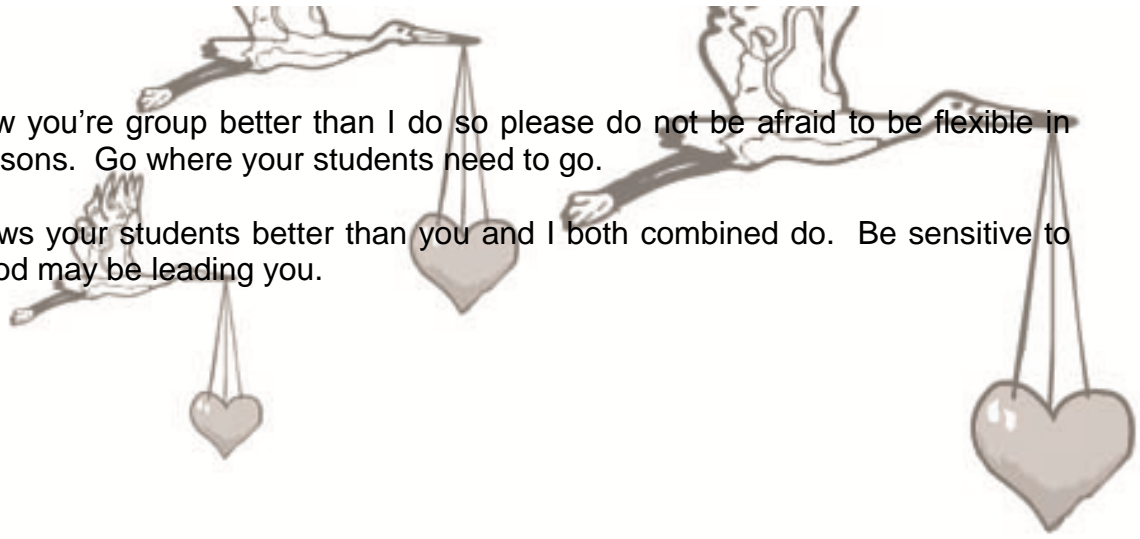 you're group better than I do so please do not be afraid to be flexible in
Go where your students need to go.
your students better than you and I both combined do. Be sensitive to
may be leading you.